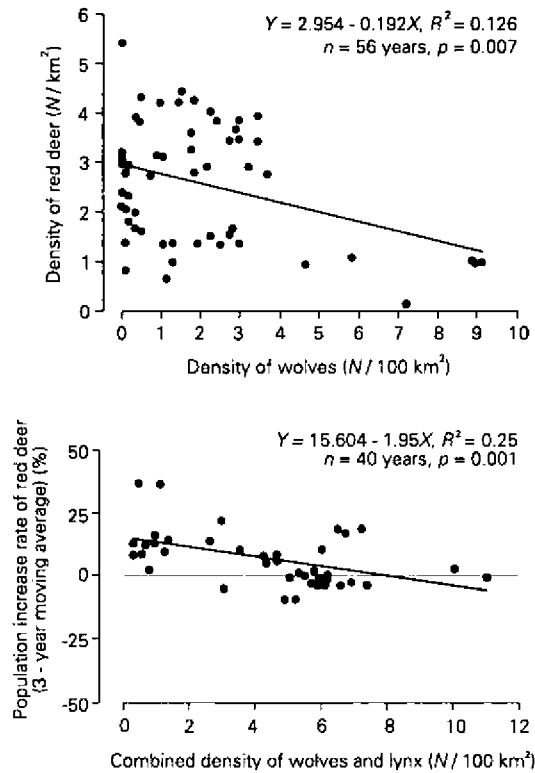 Y = 2.954 - 0.192X, R² = 0.126
n = 56 years, p = 0.007
Density of red deer (N/km²)
6
5
4
3
2
1
0
0 1 2 3 4 5 6 7 8 9 10
Density of wolves (N / 100 km²)
Y = 15.604 - 1.95X, R² = 0.25
n = 40 years, p = 0.001
Population increase rate of red deer
(3 - year moving average) (%)
50
25
0
-25
-50
0 2 4 6 8 10 12
Combined density of wolves and lynx (N / 100 km²)